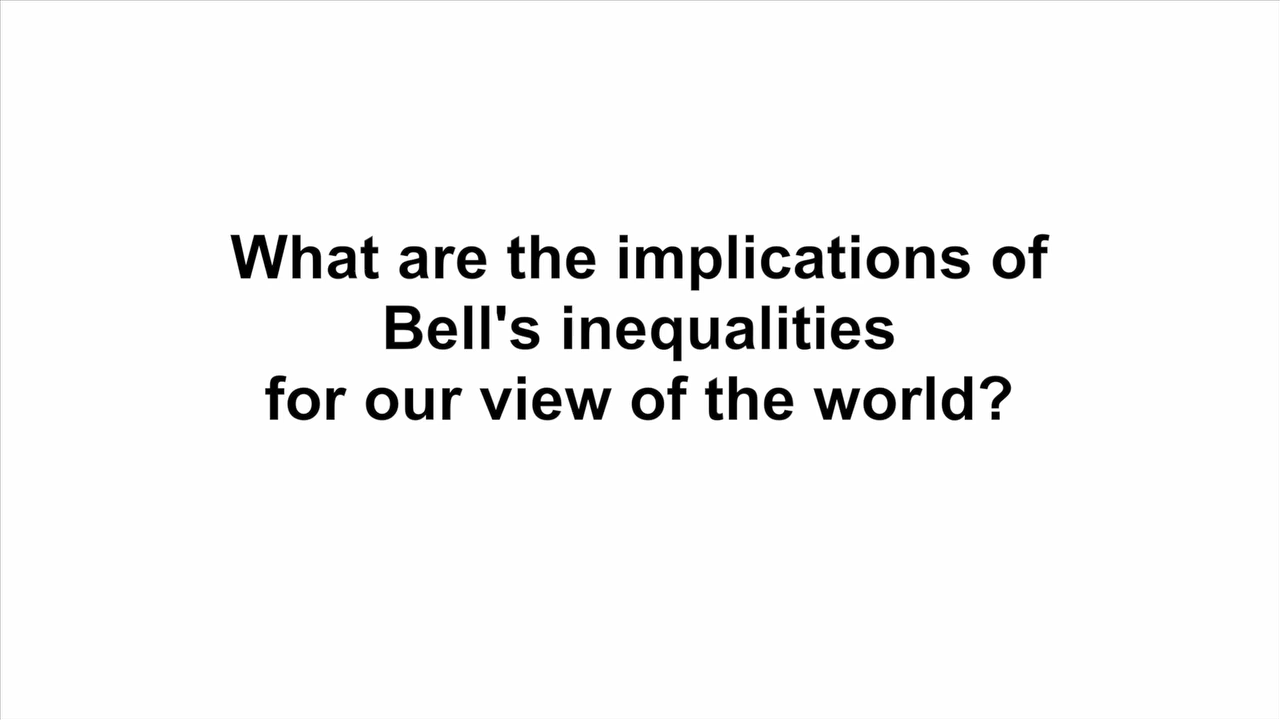 What are the implications of
Bell's inequalities
for our view of the world?